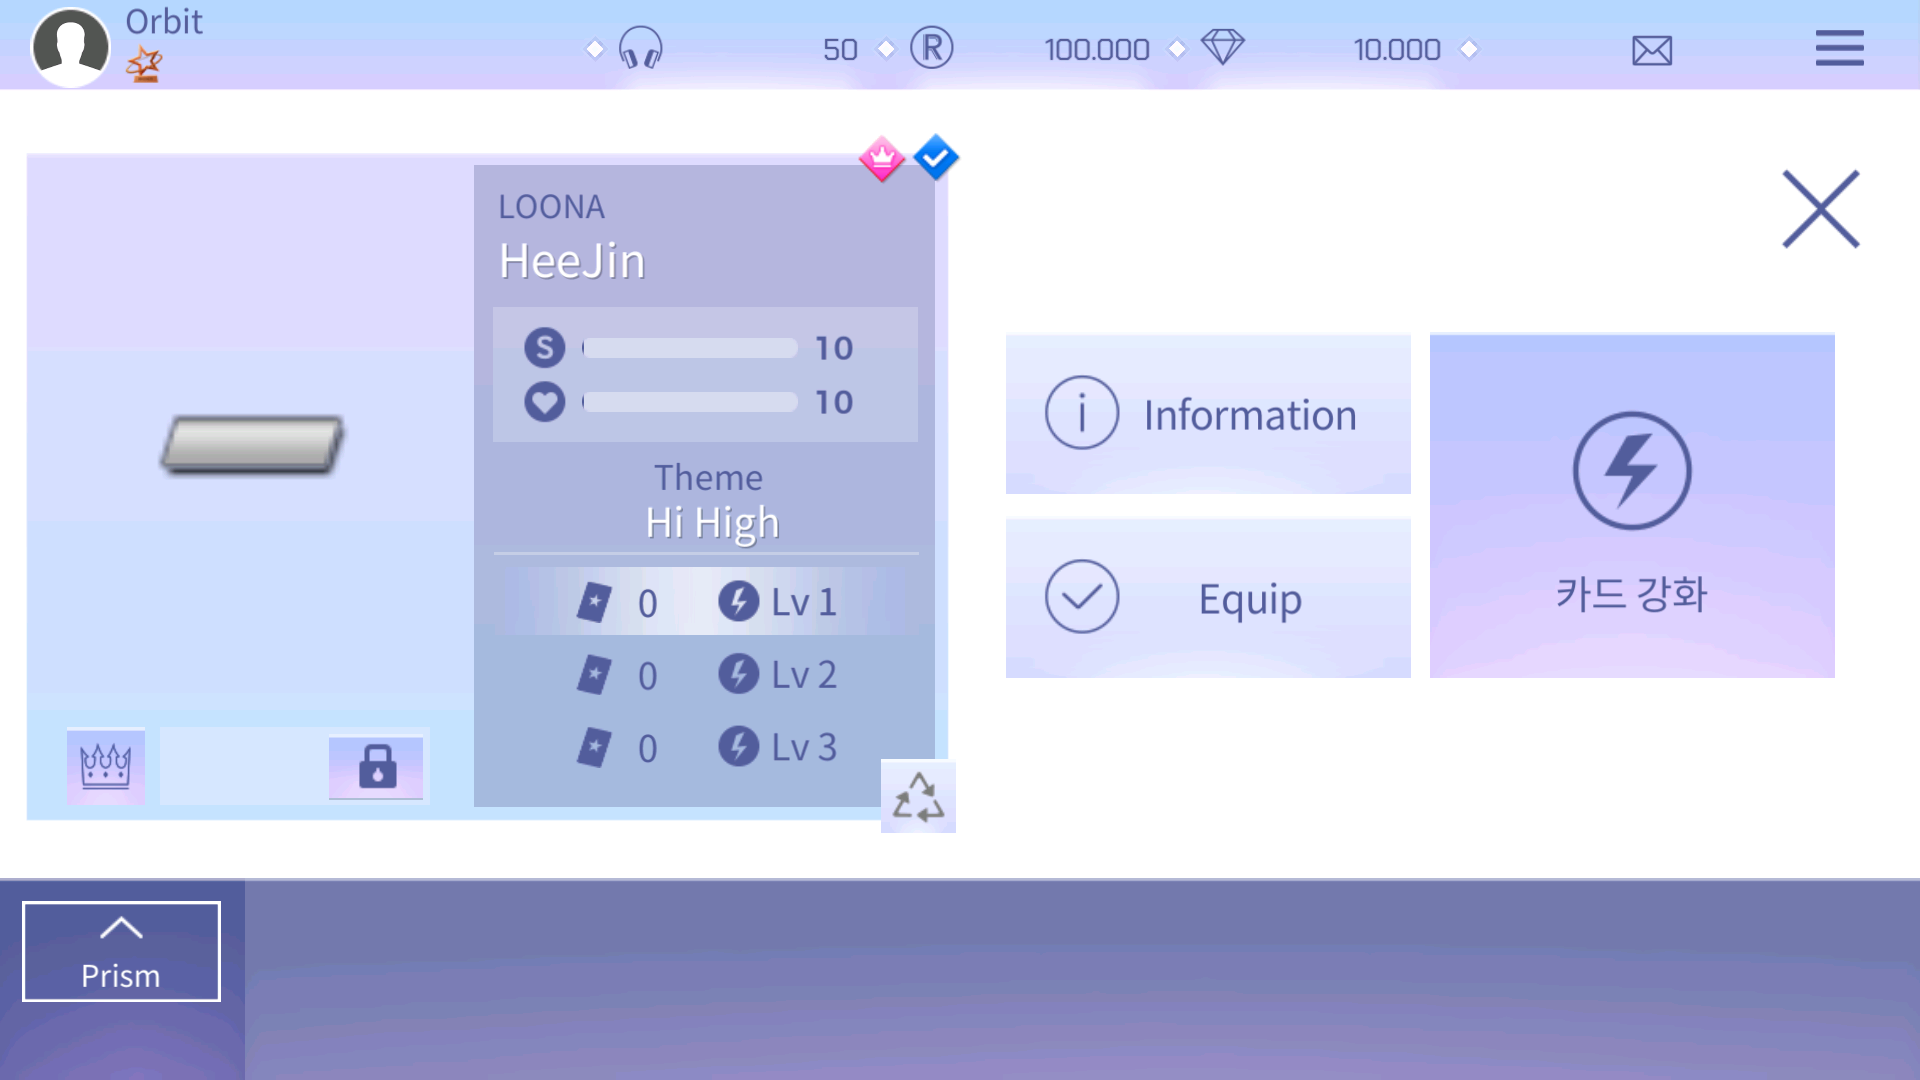 Orbit
50
R
100.000
10.000
LOONA
HeeJin
S 10
10
Theme
Hi High
0 Lv 1
0 Lv 2
0 Lv 3
i Information
Equip
카드 강화
Prism